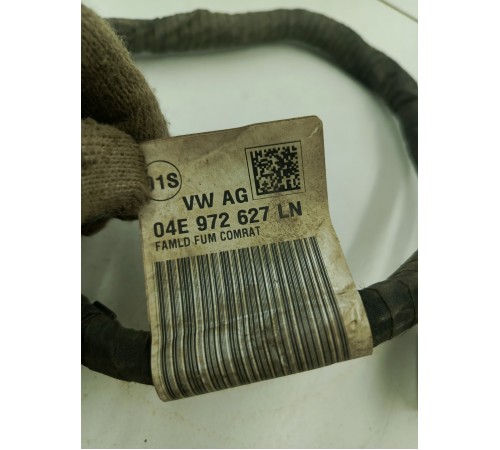 01S
VW AG
04E 972 627 LN
FAMLD FUM COMRAT